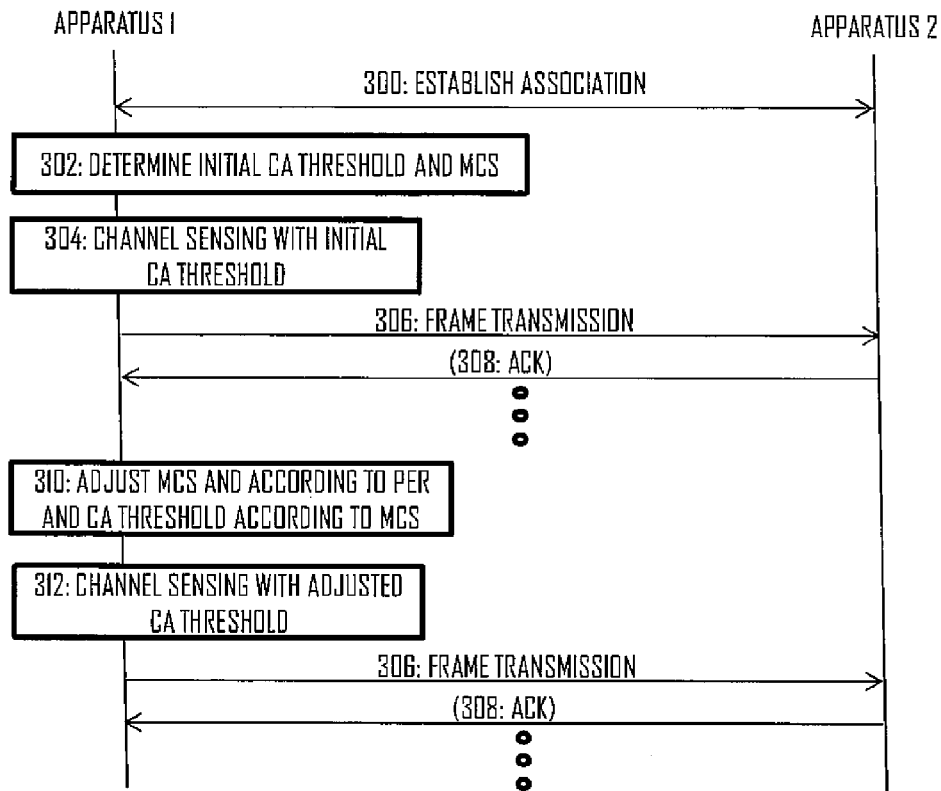 APPARATUS 1
APPARATUS 2
300: ESTABLISH ASSOCIATION
302: DETERMINE INITIAL CA THRESHOLD AND MCS
304: CHANNEL SENSING WITH INITIAL
CA THRESHOLD
306: FRAME TRANSMISSION
(308: ACK)
310: ADJUST MCS AND ACCORDING TO PER
AND CA THRESHOLD ACCORDING TO MCS
312: CHANNEL SENSING WITH ADJUSTED
CA THRESHOLD
306: FRAME TRANSMISSION
(308: ACK)